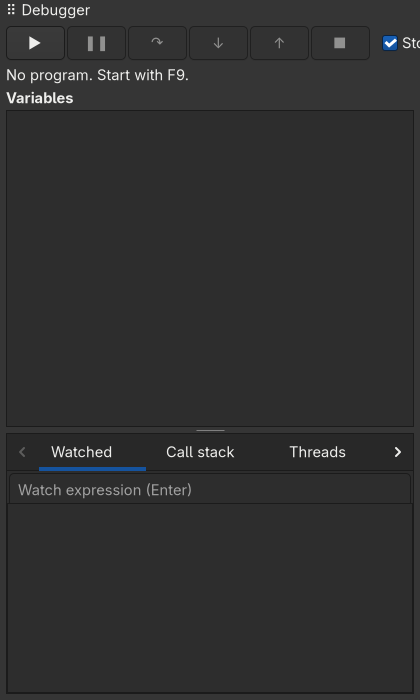 Debugger
No program. Start with F9.
Variables
Watched Call stack Threads
Watch expression (Enter)